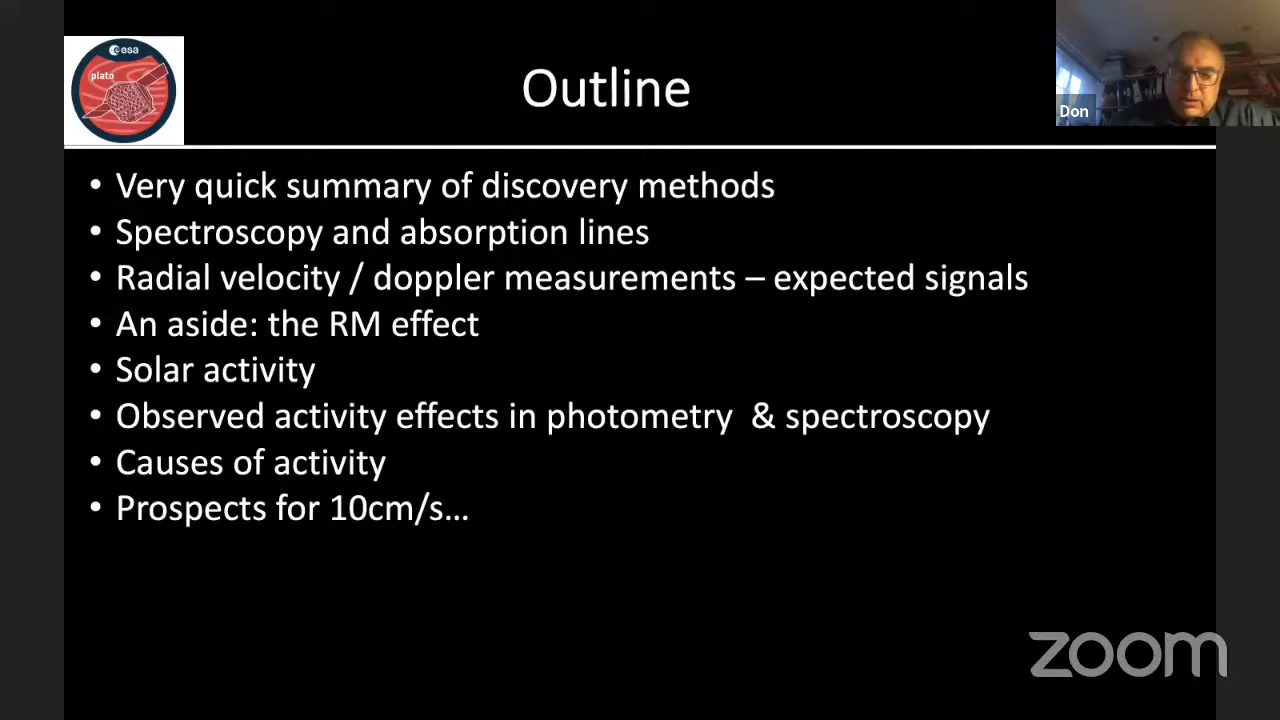 esa
plato
Outline
Don
• Very quick summary of discovery methods
• Spectroscopy and absorption lines
• Radial velocity / doppler measurements – expected signals
• An aside: the RM effect
• Solar activity
• Observed activity effects in photometry & spectroscopy
• Causes of activity
• Prospects for 10cm/s…
zoom